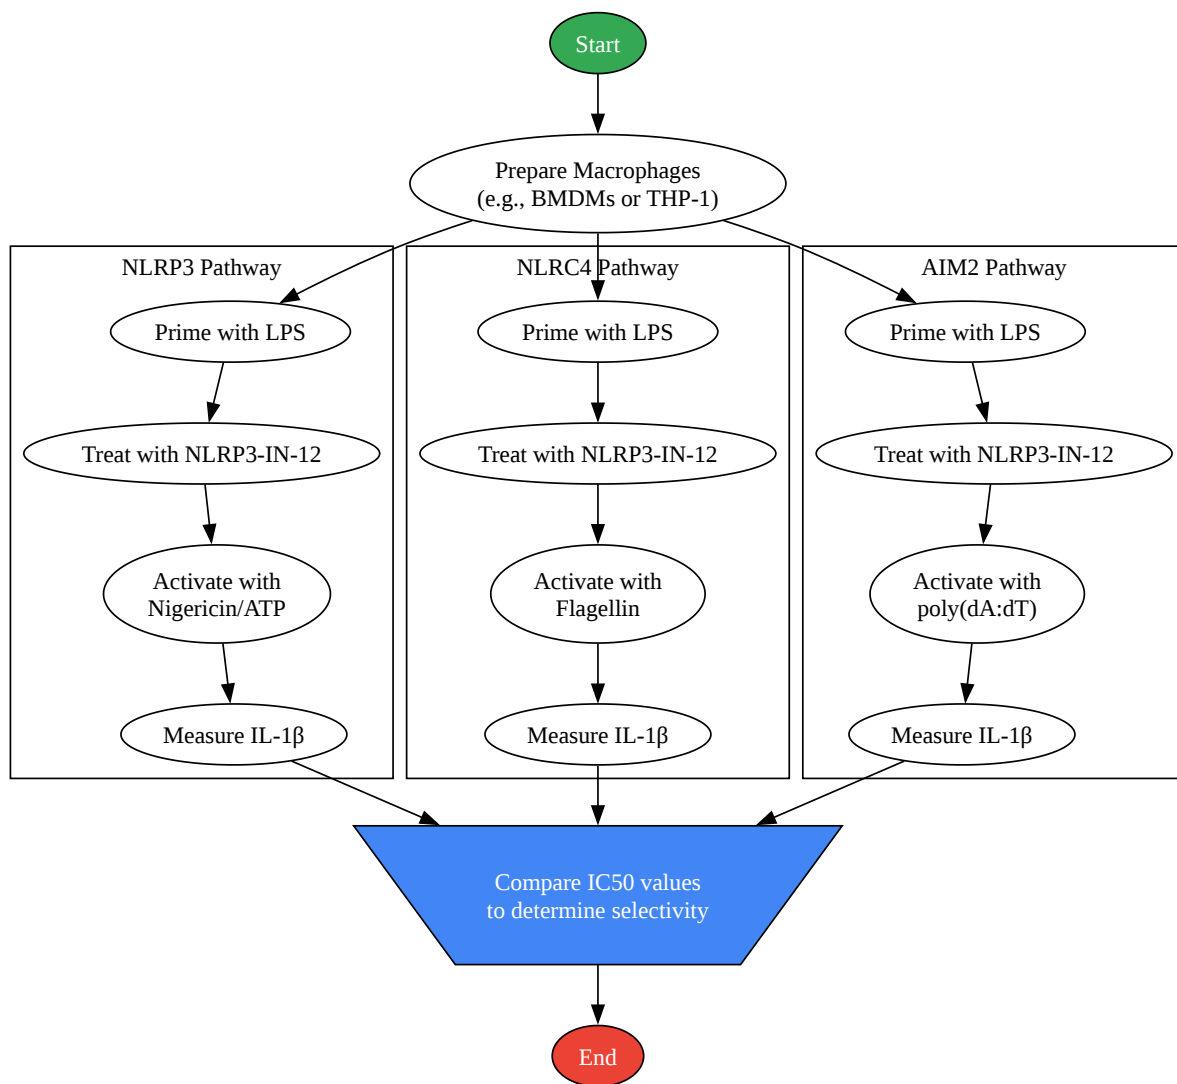 Start
Prepare Macrophages
(e.g., BMDMs or THP-1)
NLRP3 Pathway
Prime with LPS
Treat with NLRP3-IN-12
Activate with
Nigericin/ATP
Measure IL-1β
NLRC4 Pathway
Prime with LPS
Treat with NLRP3-IN-12
Activate with
Flagellin
Measure IL-1β
AIM2 Pathway
Prime with LPS
Treat with NLRP3-IN-12
Activate with
poly(dA:dT)
Measure IL-1β
Compare IC50 values
to determine selectivity
End